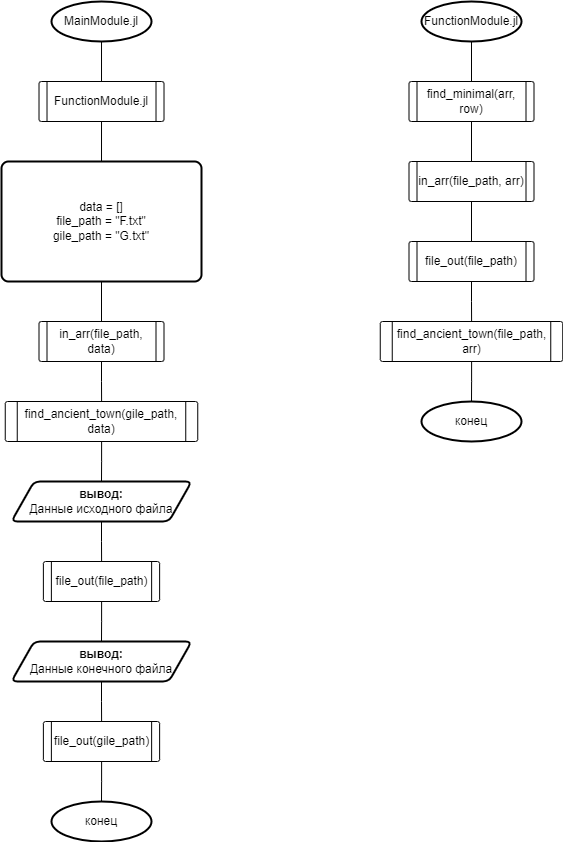 MainModule.jl
FunctionModule.jl
data = []
file_path = "F.txt"
gile_path = "G.txt"
in_arr(file_path,
data)
find_ancient_town(gile_path,
data)
вывод:
Данные исходного файла
file_out(file_path)
вывод:
Данные конечного файла
file_out(gile_path)
конец
FunctionModule.jl
find_minimal(arr,
row)
in_arr(file_path, arr)
file_out(file_path)
find_ancient_town(file_path,
arr)
конец